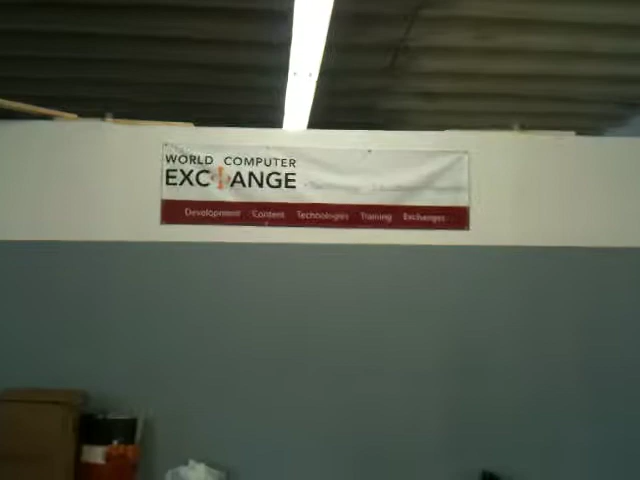 WORLD COMPUTER
EXCHANGE
Development Content Technologies Training Exchanges